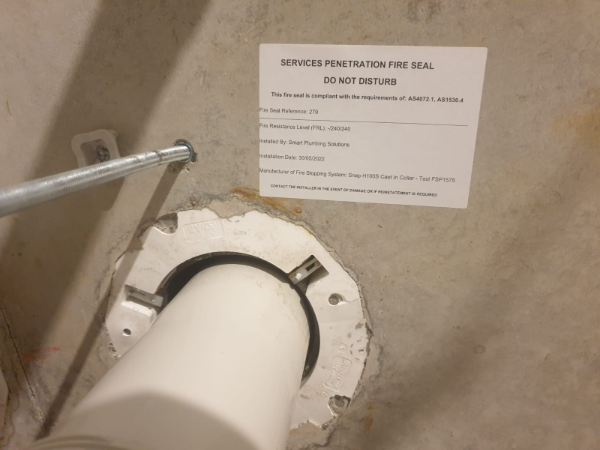 SERVICES PENETRATION FIRE SEAL
DO NOT DISTURB
This fire seal is compliant with the requirements of: AS4072.1, AS1530.4
Fire Seal Reference: 279
Fire Resistance Level (FRL): -/240/240
Installed By: Smart Plumbing Solutions
Installation Date: 30/03/2022
Manufacturer of Fire Stopping System: Snap H100S Cast in Collar - Test FSP1575
CONTACT THE INSTALLER IN THE EVENT OF DAMAGE OR IF REINSTATEMENT IS REQUIRED